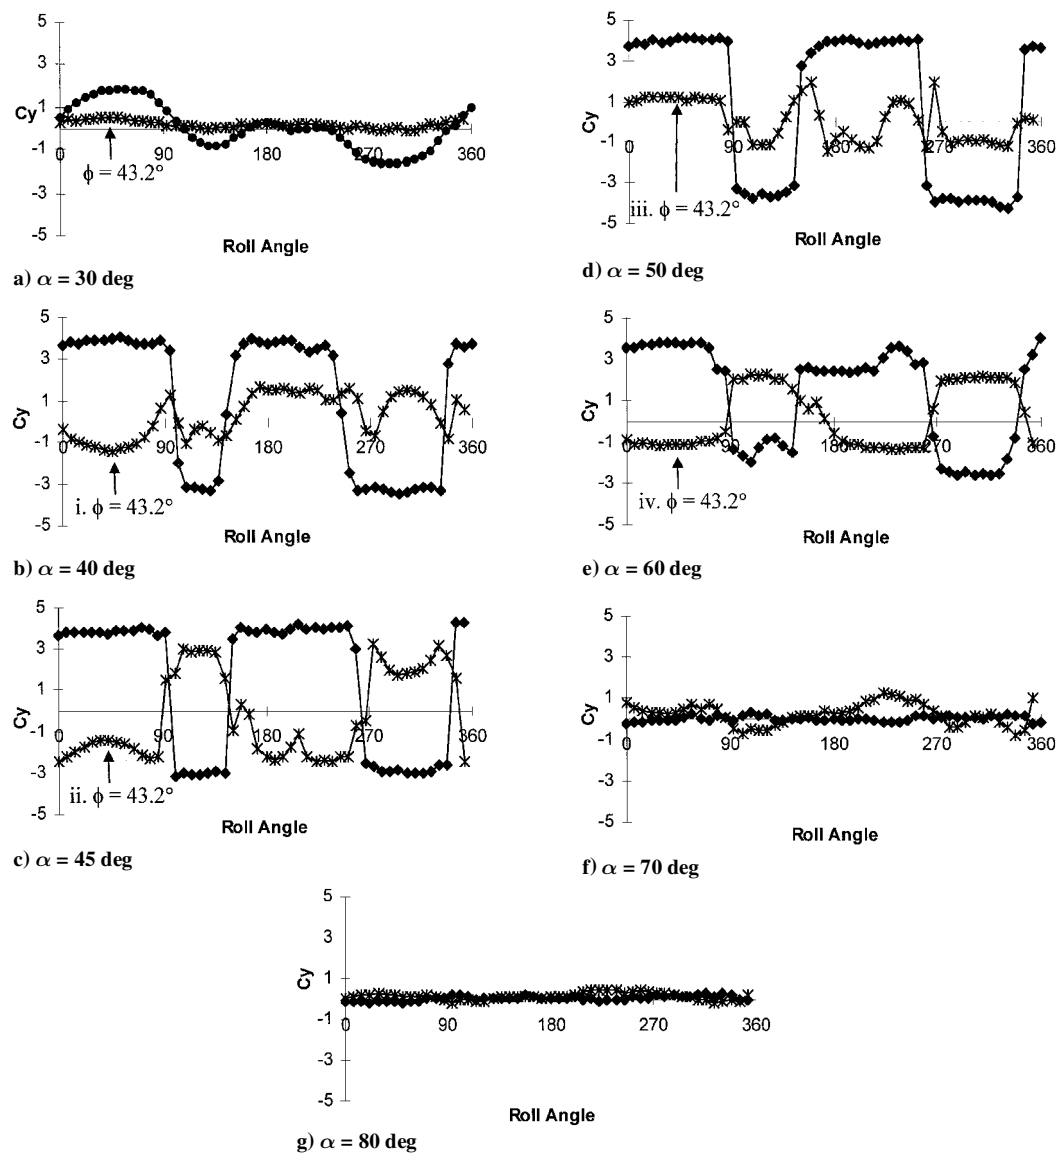 5
3
1
Cy
-1
-3
-5
0
90
180
270
360
ϕ = 43.2°
Roll Angle
a) α = 30 deg
5
3
1
Cy
-1
-3
-5
0
90
180
270
360
i. ϕ = 43.2°
Roll Angle
b) α = 40 deg
5
3
1
Cy
-1
-3
-5
0
90
180
270
360
ii. ϕ = 43.2°
Roll Angle
c) α = 45 deg
5
3
1
Cy
-1
-3
-5
0
90
180
270
360
iii. ϕ = 43.2°
Roll Angle
d) α = 50 deg
5
3
1
Cy
-1
-3
-5
0
90
180
270
360
iv. ϕ = 43.2°
Roll Angle
e) α = 60 deg
5
3
1
Cy
-1
-3
-5
0
90
180
270
360
Roll Angle
f) α = 70 deg
5
3
1
Cy
-1
-3
-5
0
90
180
270
360
Roll Angle
g) α = 80 deg